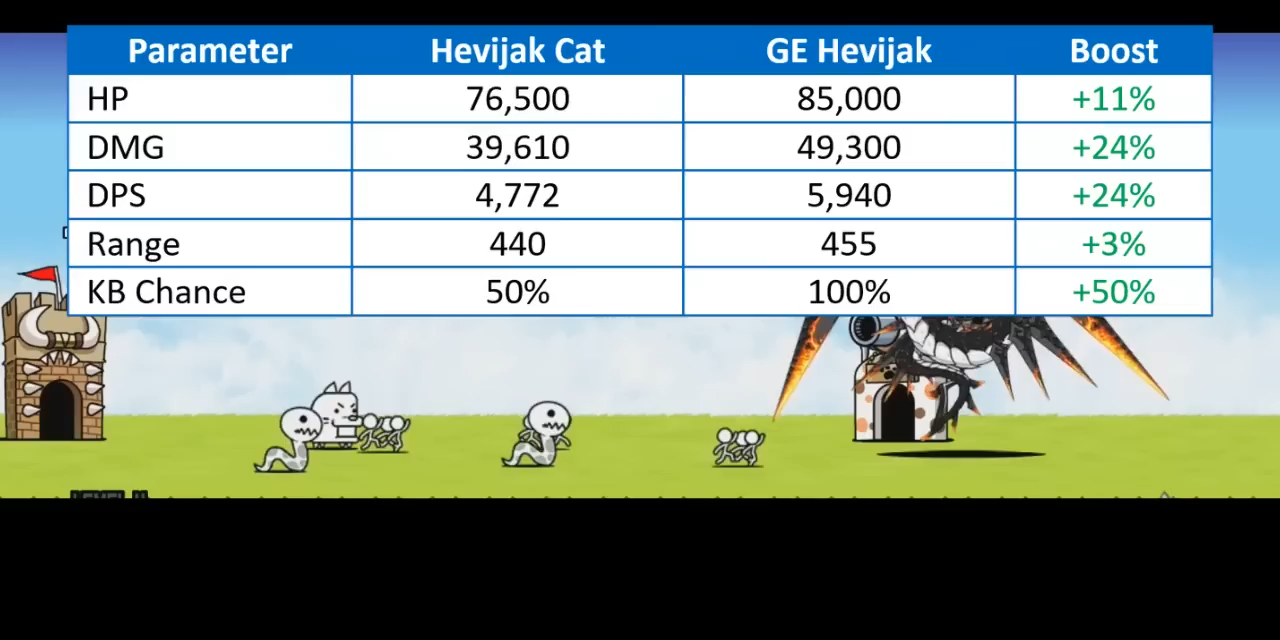 Parameter Hevijak Cat GE Hevijak Boost
HP 76,500 85,000 +11%
DMG 39,610 49,300 +24%
DPS 4,772 5,940 +24%
Range 440 455 +3%
KB Chance 50% 100% +50%